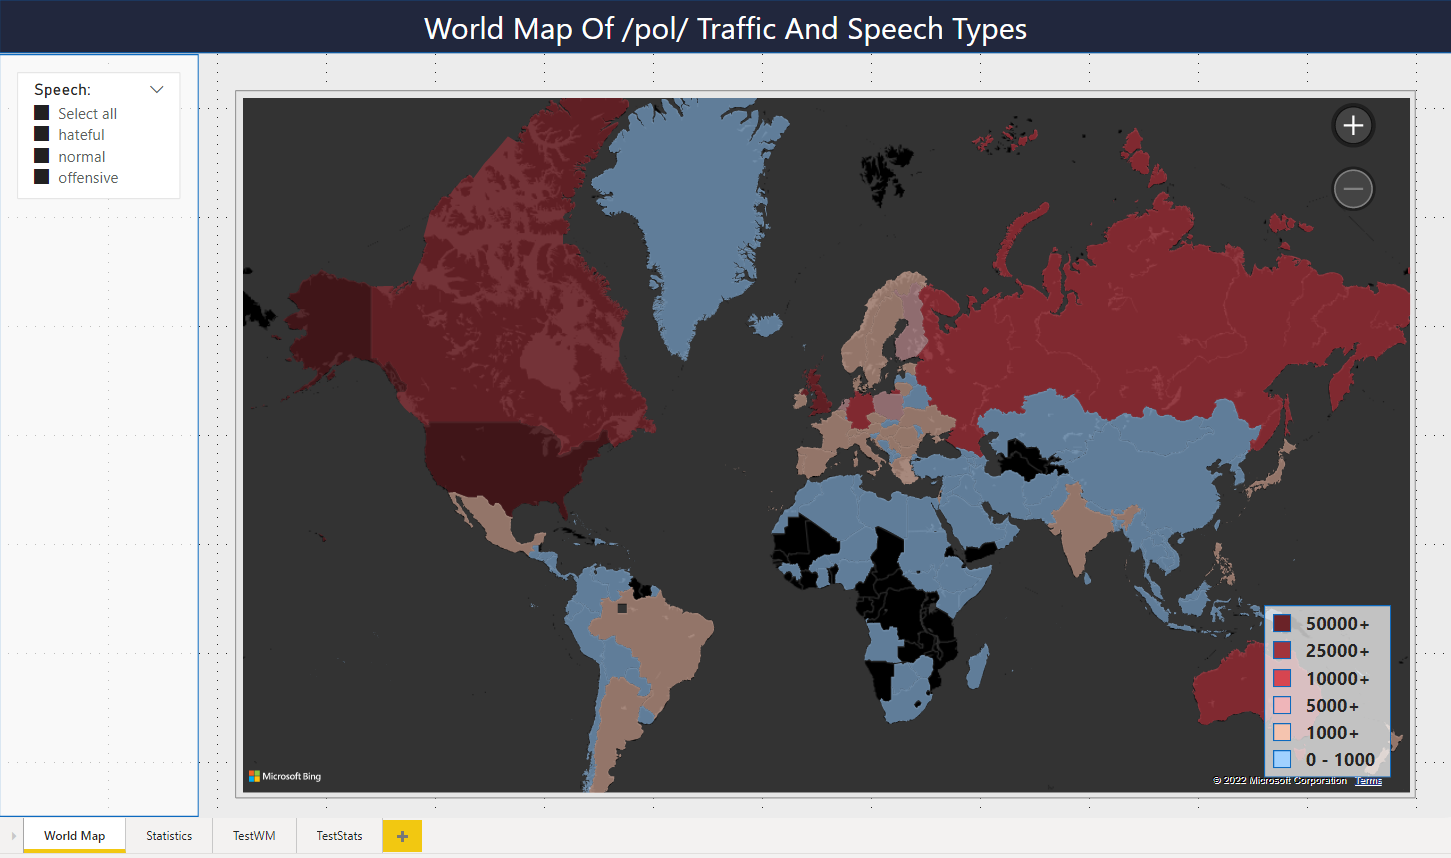 World Map Of /pol/ Traffic And Speech Types
Speech:
Select all
hateful
normal
offensive
50000+
25000+
10000+
5000+
1000+
0 - 1000
Microsoft Bing
© 2022 Microsoft Corporation Terms
World Map Statistics TestWM TestStats